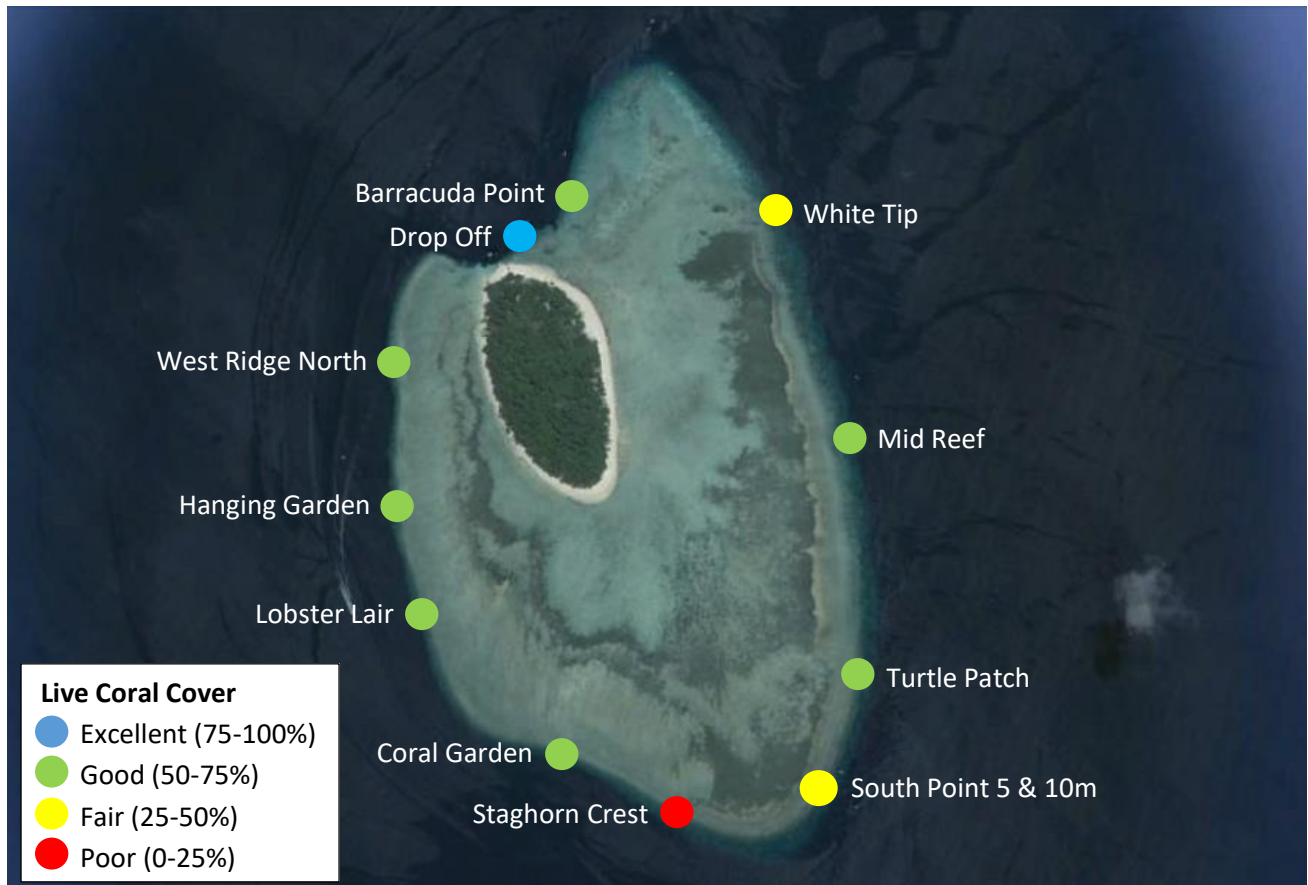 Barracuda Point
Drop Off
White Tip
West Ridge North
Mid Reef
Hanging Garden
Lobster Lair
Turtle Patch
Coral Garden
South Point 5 & 10m
Staghorn Crest
Live Coral Cover
Excellent (75-100%)
Good (50-75%)
Fair (25-50%)
Poor (0-25%)